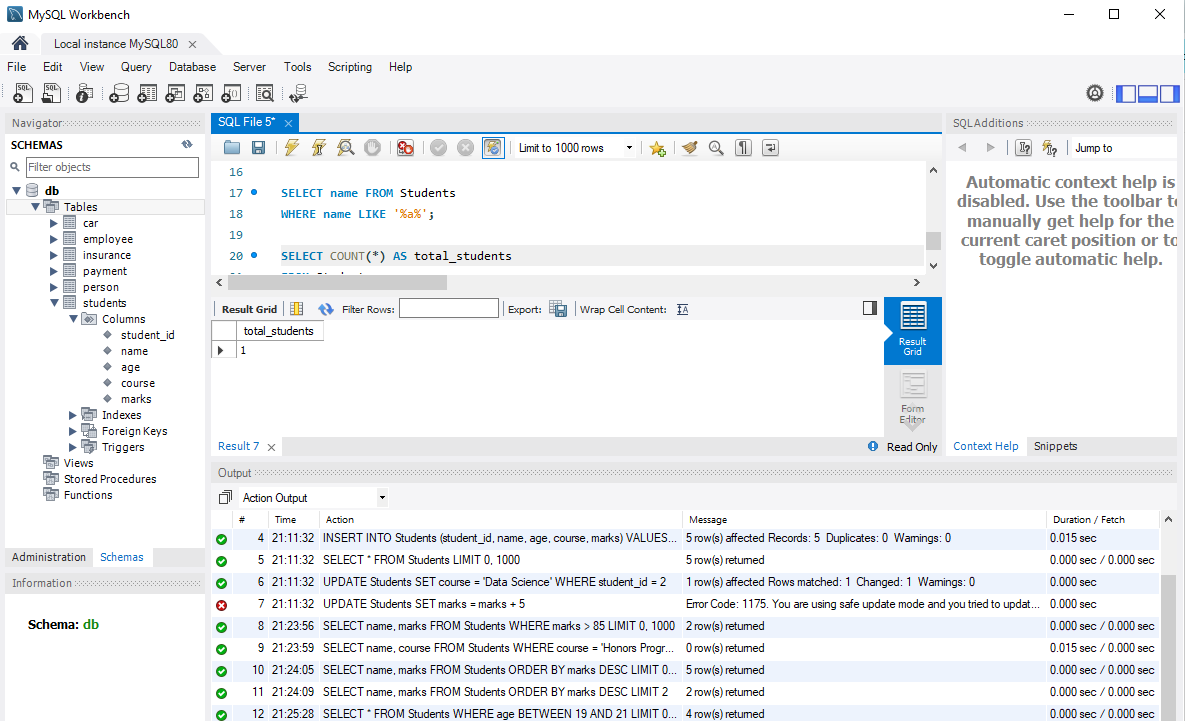 MySQL Workbench
Local instance MySQL80
File Edit View Query Database Server Tools Scripting Help
Navigator
SCHEMAS
Filter objects
db
Tables
car
employee
insurance
payment
person
students
Columns
student_id
name
age
course
marks
Indexes
Foreign Keys
Triggers
Views
Stored Procedures
Functions
Administration Schemas
Information
Schema: db
SQL File 5*
Limit to 1000 rows
16
17 SELECT name FROM Students
18 WHERE name LIKE '%a%';
19
20 SELECT COUNT(*) AS total_students
Result Grid Filter Rows: Export: Wrap Cell Content:
total_students
1
Result
Grid
Form
Editor
Result 7 Read Only
SQLAdditions
Jump to
Automatic context help is
disabled. Use the toolbar to
manually get help for the
current caret position or to
toggle automatic help.
Context Help Snippets
Output
Action Output
# Time Action Message Duration / Fetch
4 21:11:32 INSERT INTO Students (student_id, name, age, course, marks) VALUES... 5 row(s) affected Records: 5 Duplicates: 0 Warnings: 0 0.015 sec
5 21:11:32 SELECT * FROM Students LIMIT 0, 1000 5 row(s) returned 0.000 sec / 0.000 sec
6 21:11:32 UPDATE Students SET course = 'Data Science' WHERE student_id = 2 1 row(s) affected Rows matched: 1 Changed: 1 Warnings: 0 0.000 sec
7 21:11:32 UPDATE Students SET marks = marks + 5 Error Code: 1175. You are using safe update mode and you tried to updat... 0.000 sec
8 21:23:56 SELECT name, marks FROM Students WHERE marks > 85 LIMIT 0, 1000 2 row(s) returned 0.000 sec / 0.000 sec
9 21:23:59 SELECT name, course FROM Students WHERE course = 'Honors Progr... 0 row(s) returned 0.015 sec / 0.000 sec
10 21:24:05 SELECT name, marks FROM Students ORDER BY marks DESC LIMIT 0... 5 row(s) returned 0.000 sec / 0.000 sec
11 21:24:09 SELECT name, marks FROM Students ORDER BY marks DESC LIMIT 2 2 row(s) returned 0.000 sec / 0.000 sec
12 21:25:28 SELECT * FROM Students WHERE age BETWEEN 19 AND 21 LIMIT 0... 4 row(s) returned 0.000 sec / 0.000 sec